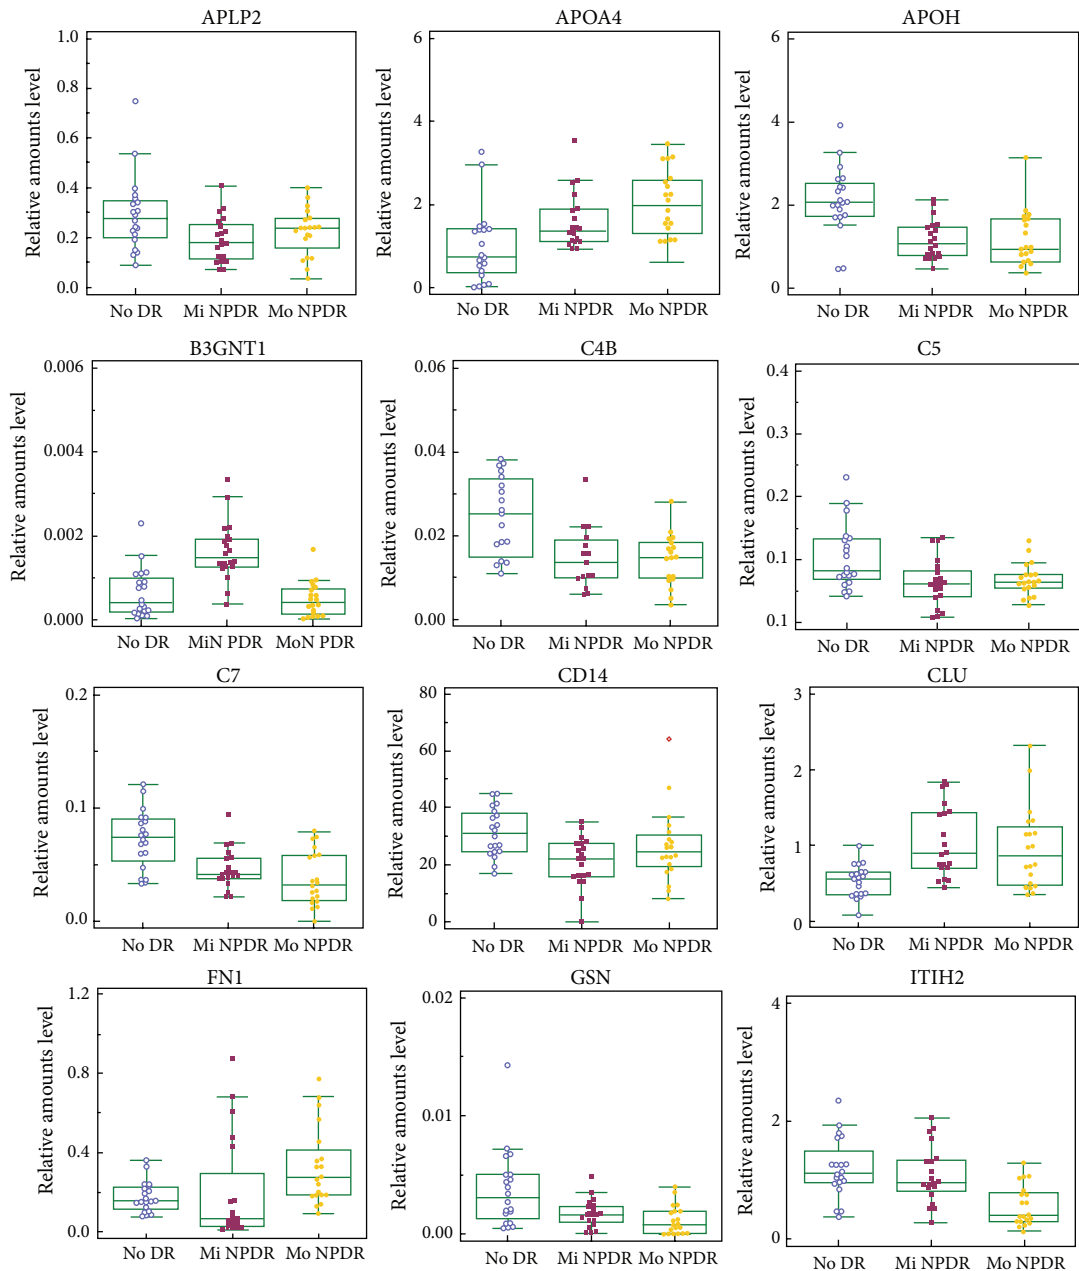 APLP2
Relative amounts level
1.0
0.8
0.6
0.4
0.2
0.0
No DR Mi NPDR Mo NPDR
APOA4
Relative amounts level
6
4
2
0
No DR Mi NPDR Mo NPDR
APOH
Relative amounts level
6
4
2
0
No DR Mi NPDR Mo NPDR
B3GNT1
Relative amounts level
0.006
0.004
0.002
0.000
No DR MiN PDR MoN PDR
C4B
Relative amounts level
0.06
0.04
0.02
0.00
No DR Mi NPDR Mo NPDR
C5
Relative amounts level
0.4
0.3
0.2
0.1
0.1
No DR Mi NPDR Mo NPDR
C7
Relative amounts level
0.2
0.1
0.0
No DR Mi NPDR Mo NPDR
CD14
Relative amounts level
80
60
40
20
0
No DR Mi NPDR Mo NPDR
CLU
Relative amounts level
3
2
1
0
No DR Mi NPDR Mo NPDR
FN1
Relative amounts level
1.2
0.8
0.4
0.0
No DR Mi NPDR Mo NPDR
GSN
Relative amounts level
0.02
0.01
0.00
No DR Mi NPDR Mo NPDR
ITIH2
Relative amounts level
4
2
0
No DR Mi NPDR Mo NPDR